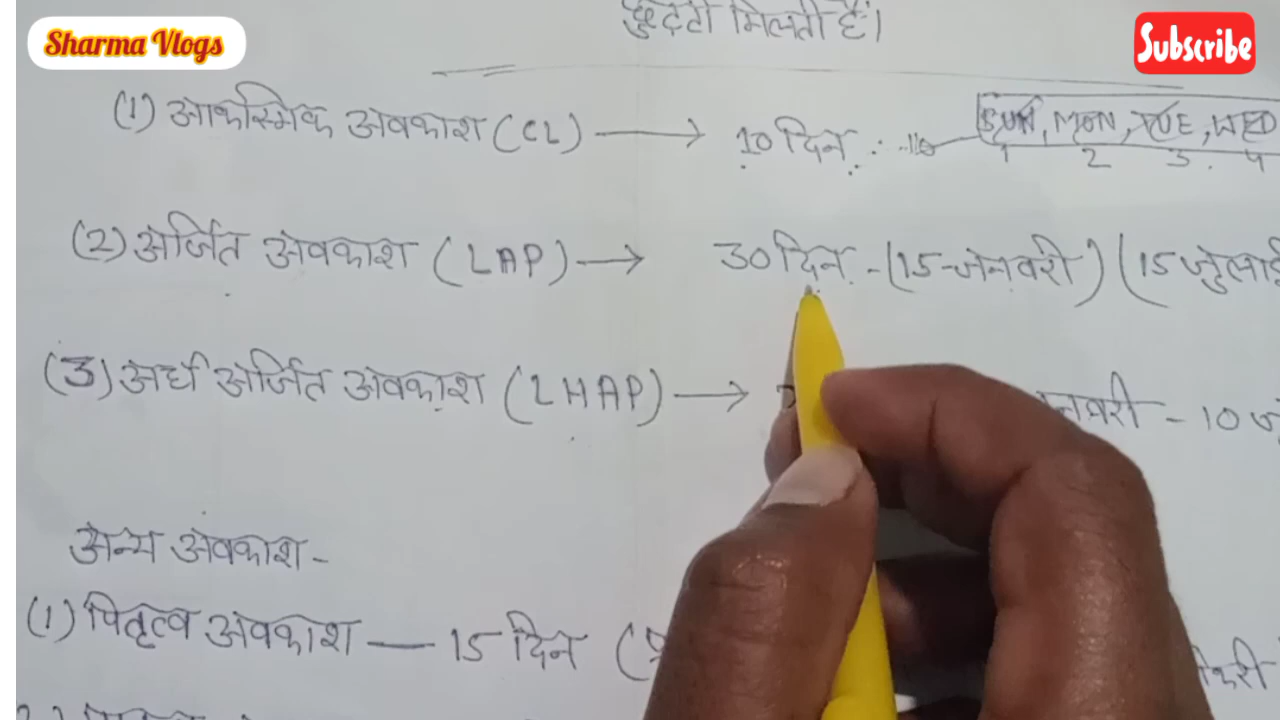 Sharma Vlogs
Subscribe
छुट्टी मिलती हैं।
(1) आकस्मिक अवकाश (CL) → 10 दिन SUN, MON, TUE, WED
1 2 3 4
(2) अर्जित अवकाश (LAP) → 30 दिन - (15-जनवरी) (15 जुलाई
(3) अर्ध अर्जित अवकाश (LHAP) → नवरी - 10
अन्य अवकाश -
(1) पितृत्व अवकाश — 15 दिन (